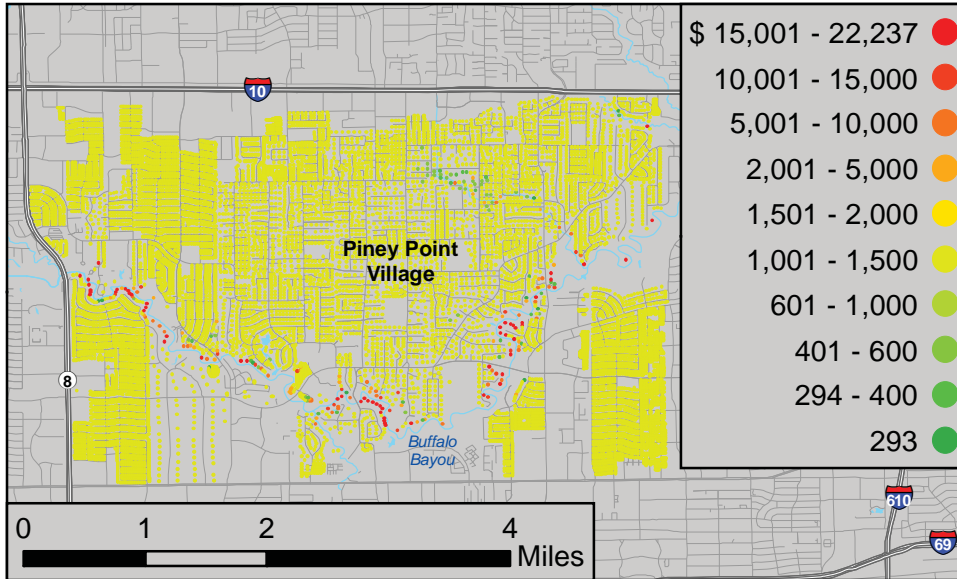 $ 15,001 - 22,237
10,001 - 15,000
5,001 - 10,000
2,001 - 5,000
1,501 - 2,000
1,001 - 1,500
601 - 1,000
401 - 600
294 - 400
293
10
Piney Point
Village
8
Buffalo
Bayou
610
69
0 1 2 4
Miles